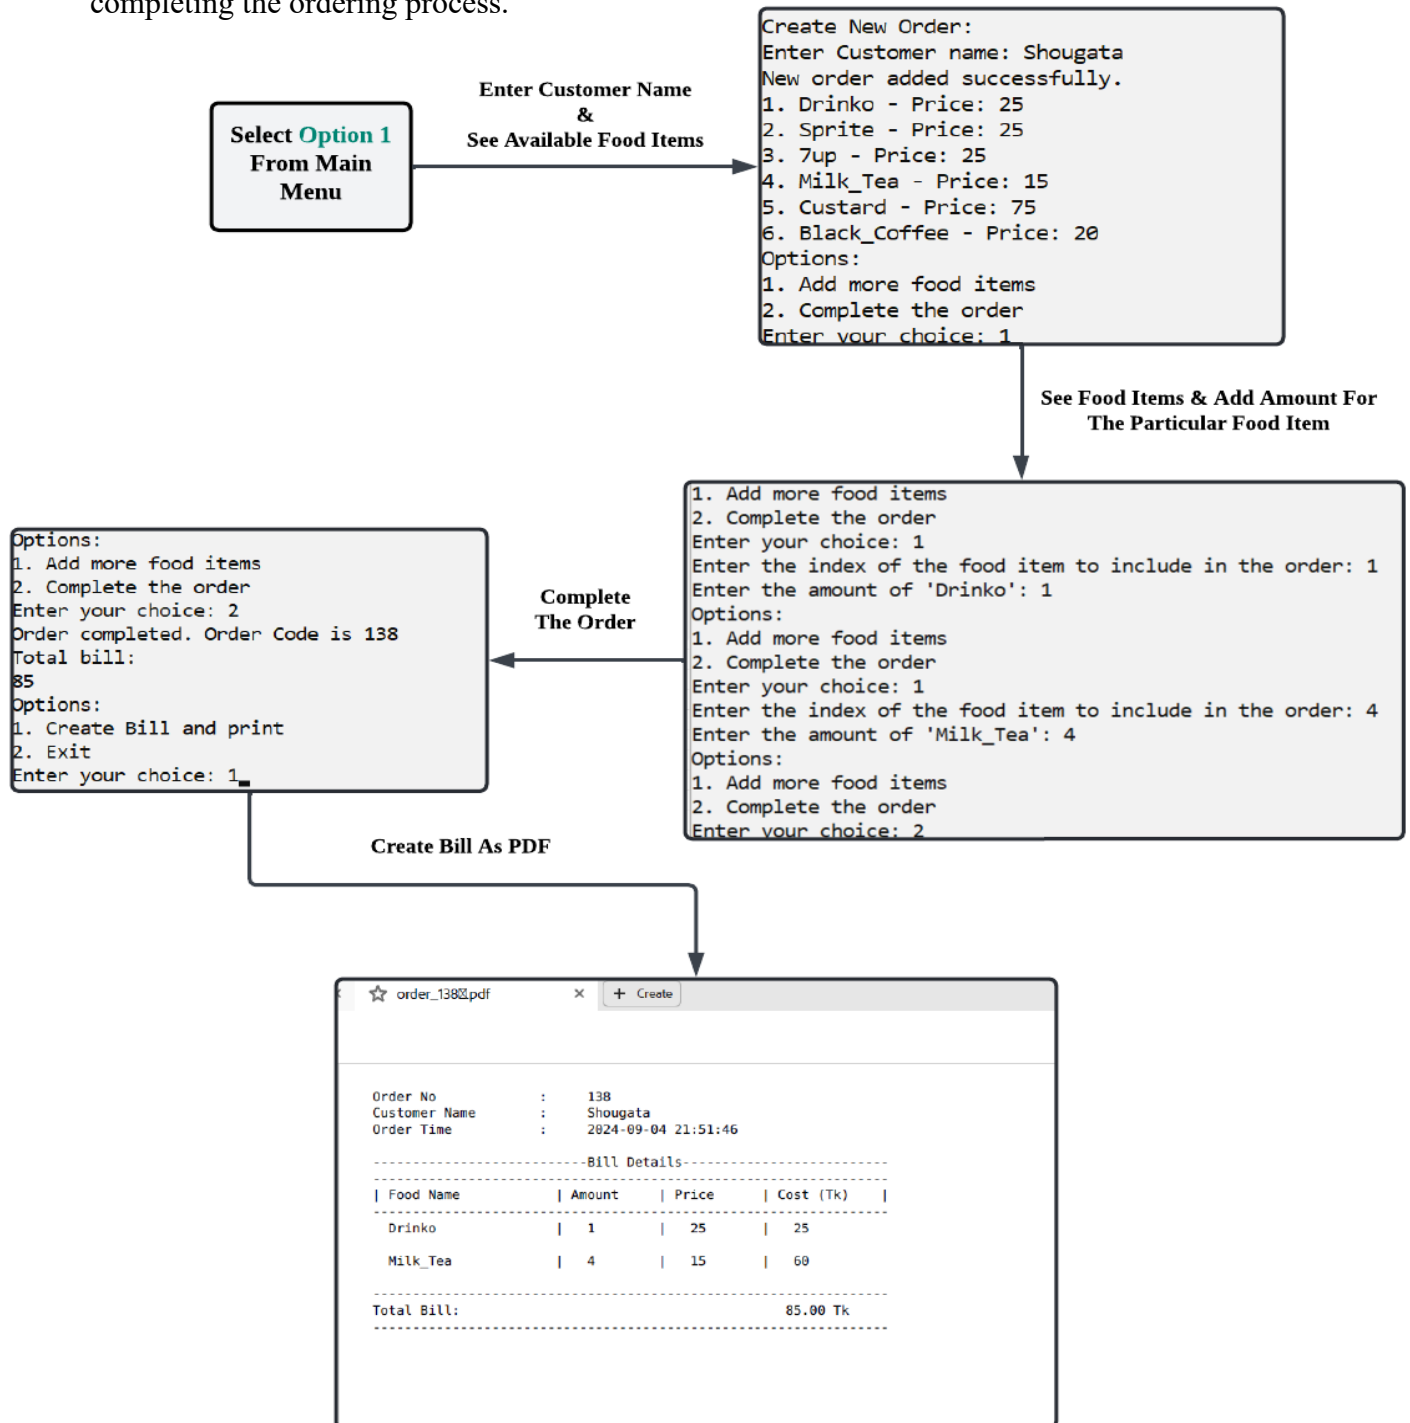 completing the ordering process.
Select Option 1
From Main
Menu
Enter Customer Name
&
See Available Food Items
Create New Order:
Enter Customer name: Shougata
New order added successfully.
1. Drinko - Price: 25
2. Sprite - Price: 25
3. 7up - Price: 25
4. Milk_Tea - Price: 15
5. Custard - Price: 75
6. Black_Coffee - Price: 20
Options:
1. Add more food items
2. Complete the order
Enter your choice: 1
See Food Items & Add Amount For
The Particular Food Item
1. Add more food items
2. Complete the order
Enter your choice: 1
Enter the index of the food item to include in the order: 1
Enter the amount of 'Drinko': 1
Options:
1. Add more food items
2. Complete the order
Enter your choice: 1
Enter the index of the food item to include in the order: 4
Enter the amount of 'Milk_Tea': 4
Options:
1. Add more food items
2. Complete the order
Enter your choice: 2
Complete
The Order
Options:
1. Add more food items
2. Complete the order
Enter your choice: 2
Order completed. Order Code is 138
Total bill:
85
Options:
1. Create Bill and print
2. Exit
Enter your choice: 1
Create Bill As PDF
order_138☒.pdf × + Create
Order No : 138
Customer Name : Shougata
Order Time : 2024-09-04 21:51:46
---------------------------Bill Details--------------------------
| Food Name | Amount | Price | Cost (Tk) |
Drinko | 1 | 25 | 25
Milk_Tea | 4 | 15 | 60
Total Bill: 85.00 Tk